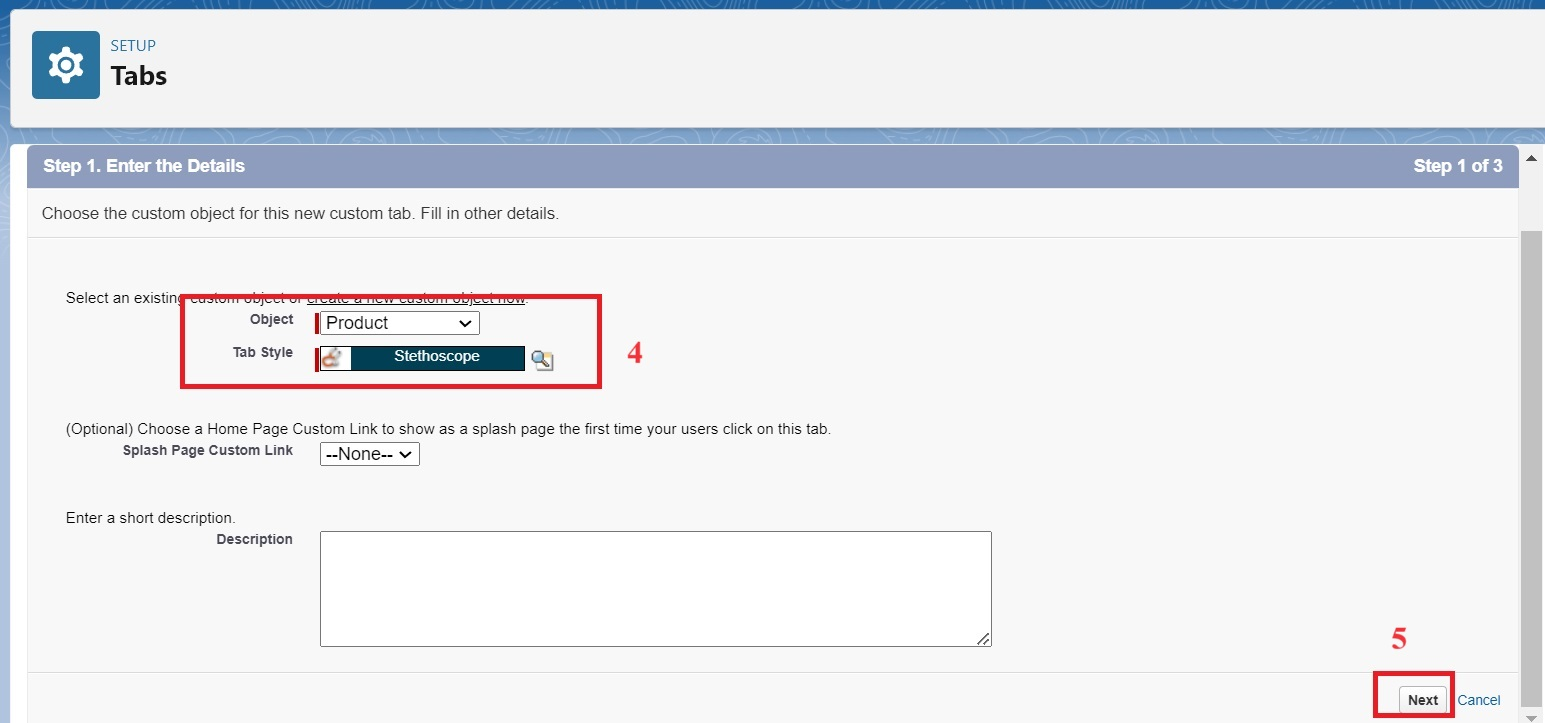 SETUP
Tabs
Step 1. Enter the Details Step 1 of 3
Choose the custom object for this new custom tab. Fill in other details.
Select an existing custom object or create a new custom object now.
Object Product
Tab Style Stethoscope
4
(Optional) Choose a Home Page Custom Link to show as a splash page the first time your users click on this tab.
Splash Page Custom Link --None--
Enter a short description.
Description
5
Next Cancel